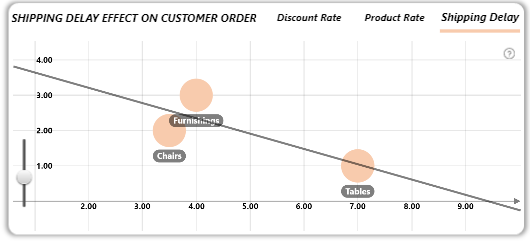 SHIPPING DELAY EFFECT ON CUSTOMER ORDER
Discount Rate
Product Rate
Shipping Delay
?
4.00
3.00
Furnishings
2.00
Chairs
1.00
Tables
2.00 3.00 4.00 5.00 6.00 7.00 8.00 9.00